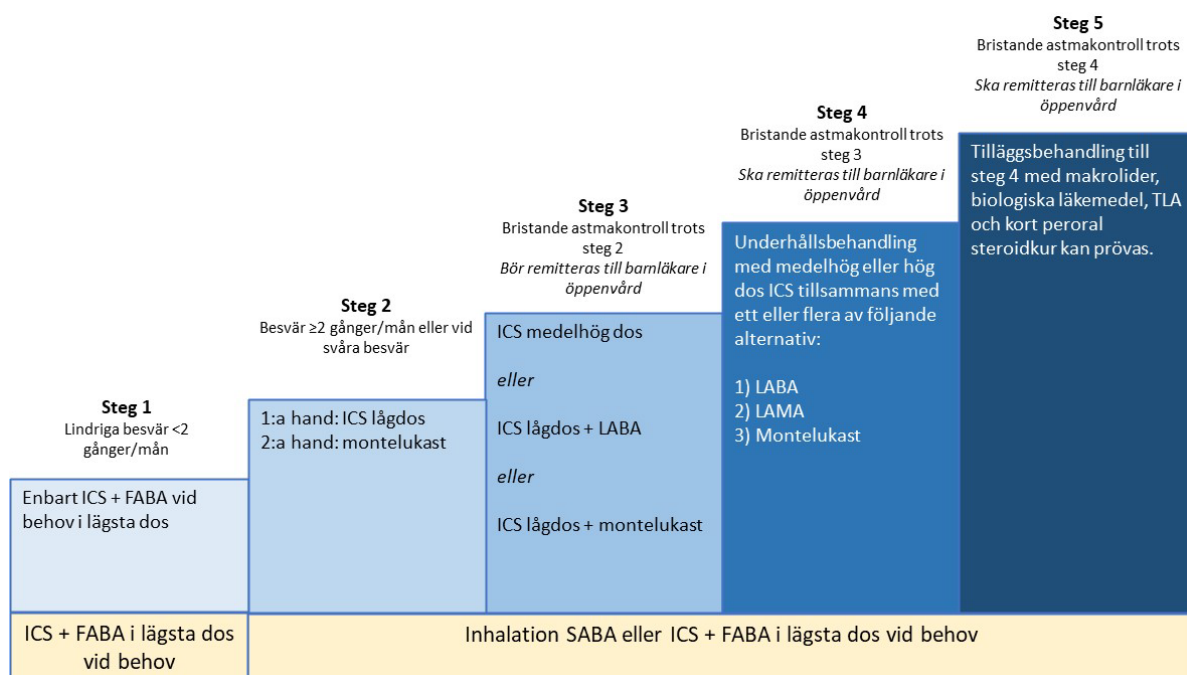 Steg 1
Lindriga besvär <2
gånger/mån
Enbart ICS + FABA vid
behov i lägsta dos
Steg 2
Besvär ≥2 gånger/mån eller vid
svåra besvär
1:a hand: ICS lågdos
2:a hand: montelukast
Steg 3
Bristande astmakontroll trots
steg 2
Bör remitteras till barnläkare i
öppenvård
ICS medelhög dos
eller
ICS lågdos + LABA
eller
ICS lågdos + montelukast
Steg 4
Bristande astmakontroll trots
steg 3
Ska remitteras till barnläkare i
öppenvård
Underhållsbehandling
med medelhög eller hög
dos ICS tillsammans med
ett eller flera av följande
alternativ:
1) LABA
2) LAMA
3) Montelukast
Steg 5
Bristande astmakontroll trots
steg 4
Ska remitteras till barnläkare i
öppenvård
Tilläggsbehandling till
steg 4 med makrolider,
biologiska läkemedel, TLA
och kort peroral
steroidkur kan prövas.
ICS + FABA i lägsta dos
vid behov
Inhalation SABA eller ICS + FABA i lägsta dos vid behov